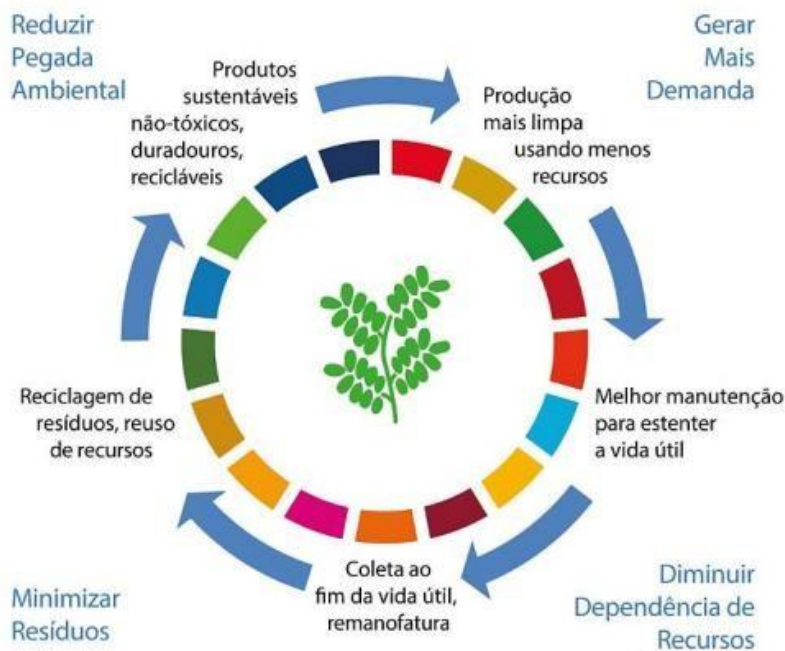 Reduzir
Pegada
Ambiental
Gerar
Mais
Demanda
Produtos
sustentáveis
não-tóxicos,
duradouros,
recicláveis
Produção
mais limpa
usando menos
recursos
Melhor manutenção
para estenter
a vida útil
Coleta ao
fim da vida útil,
remanofatura
Reciclagem de
resíduos, reuso
de recursos
Minimizar
Resíduos
Diminuir
Dependência de
Recursos